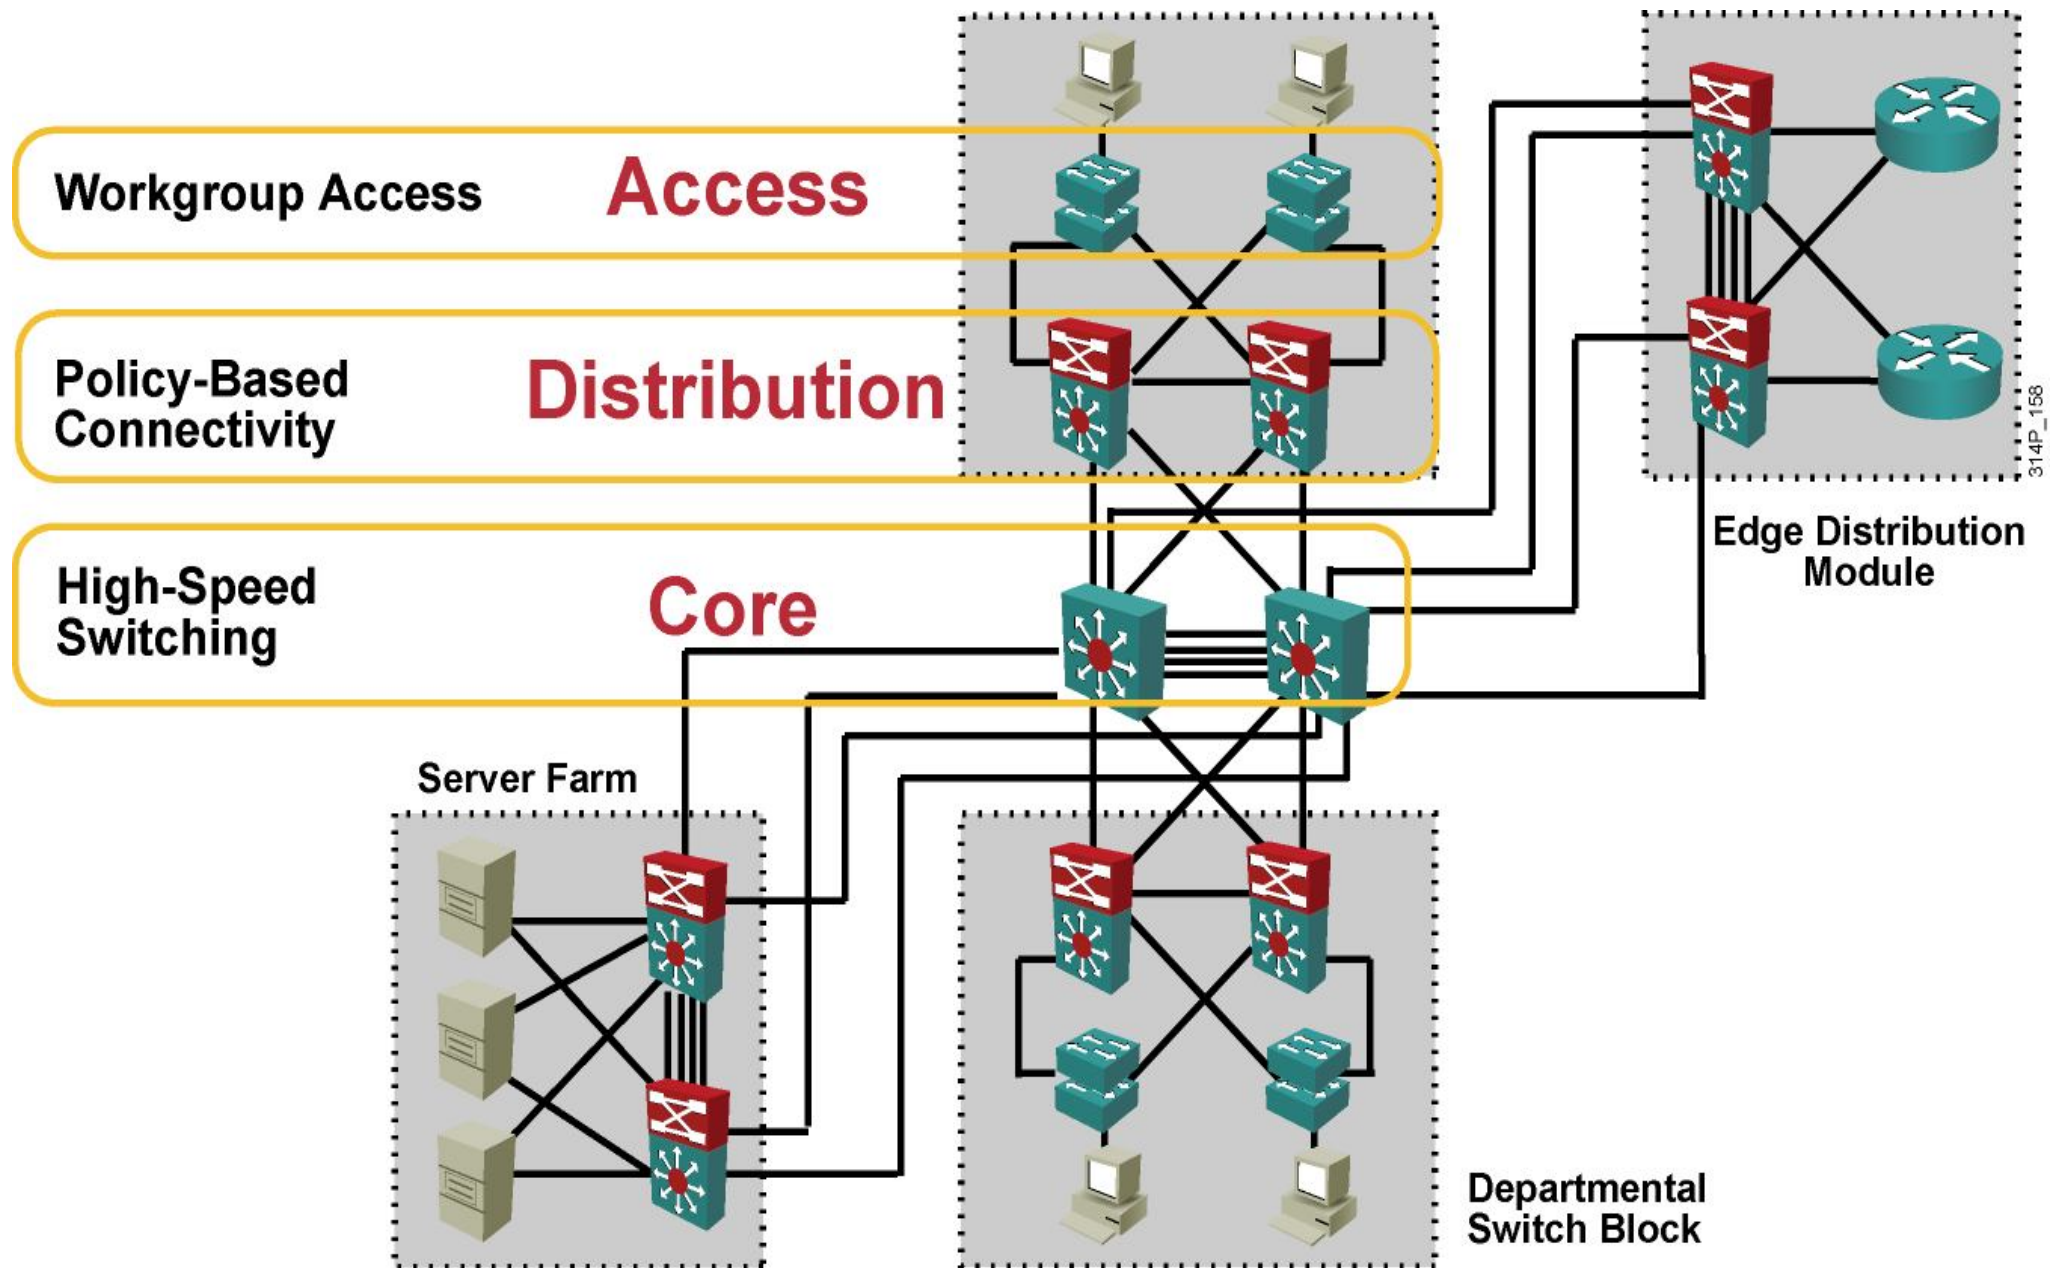 Workgroup Access
Access
Policy-Based
Connectivity
Distribution
High-Speed
Switching
Core
Edge Distribution
Module
314P_158
Server Farm
Departmental
Switch Block